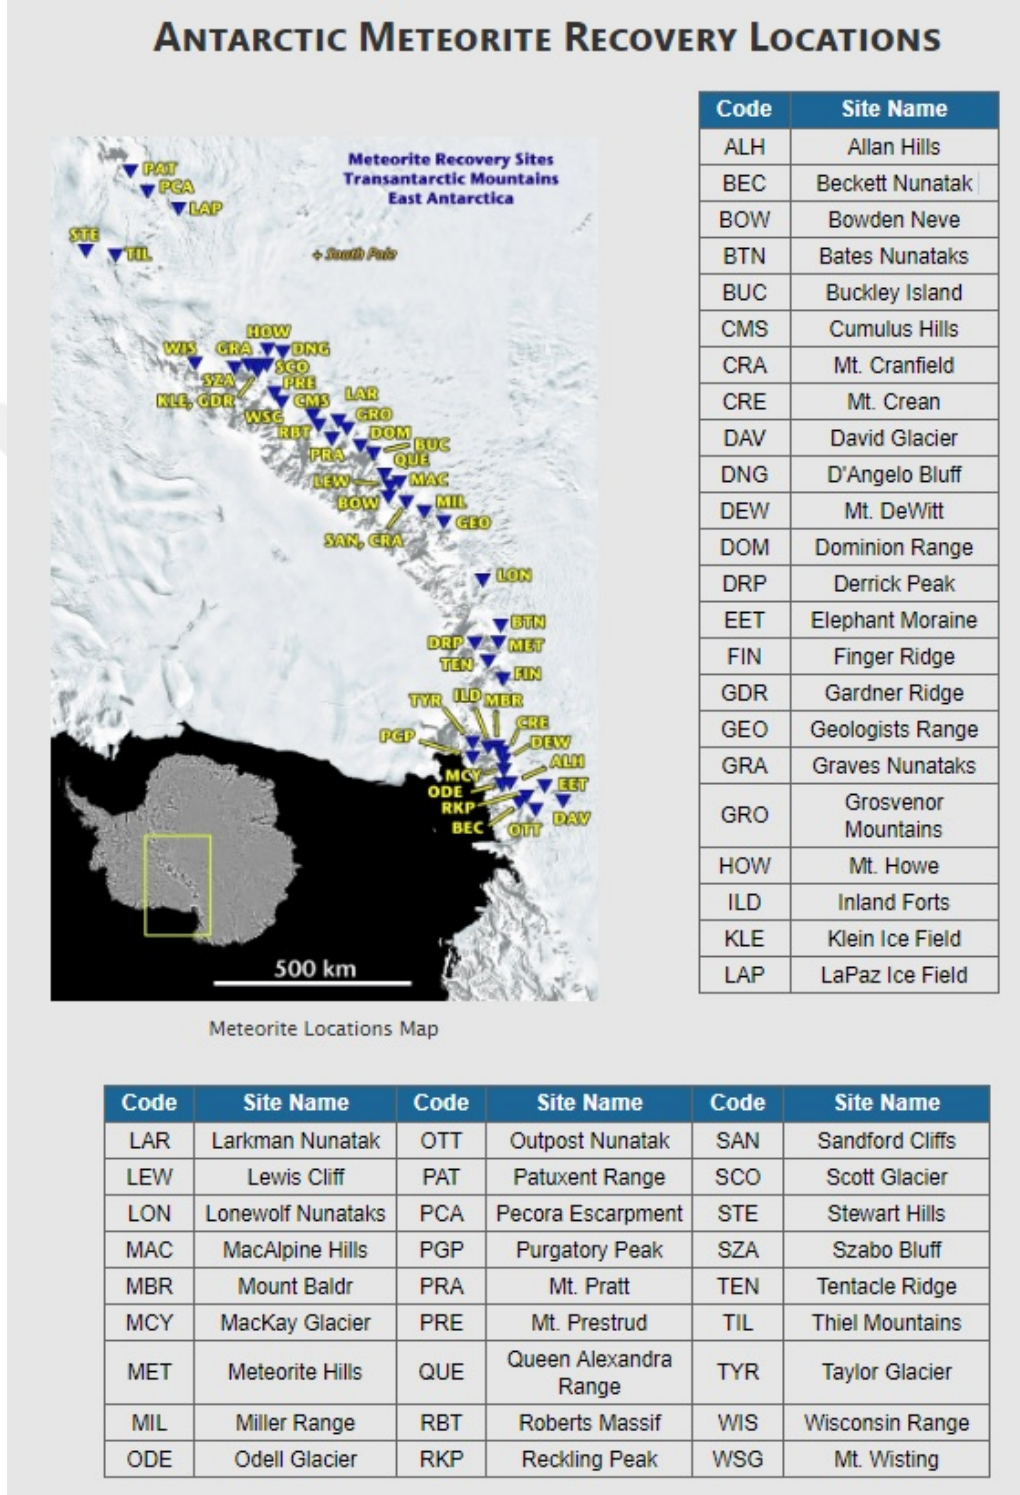 ANTARCTIC METEORITE RECOVERY LOCATIONS
Meteorite Recovery Sites
Transantarctic Mountains
East Antarctica
PAT
PCA
LAP
STE
TIL
+ South Pole
HOW
WIS GRA DNG
SCO
SZA PRE
KLE, GDR CMS LAR
WSG GRO
RBT DOM
PRA BUC
QUE
LEW MAC
BOW MIL
GEO
SAN, CRA
LON
BTN
DRP MET
TEN
FIN
TYR ILD MBR
PGP CRE
DEW
ALH
MCY
ODE EET
RKP
BEC OTT DAV
500 km
Meteorite Locations Map
Code Site Name
ALH Allan Hills
BEC Beckett Nunatak
BOW Bowden Neve
BTN Bates Nunataks
BUC Buckley Island
CMS Cumulus Hills
CRA Mt. Cranfield
CRE Mt. Crean
DAV David Glacier
DNG D'Angelo Bluff
DEW Mt. DeWitt
DOM Dominion Range
DRP Derrick Peak
EET Elephant Moraine
FIN Finger Ridge
GDR Gardner Ridge
GEO Geologists Range
GRA Graves Nunataks
GRO Grosvenor
Mountains
HOW Mt. Howe
ILD Inland Forts
KLE Klein Ice Field
LAP LaPaz Ice Field
Code Site Name Code Site Name Code Site Name
LAR Larkman Nunatak OTT Outpost Nunatak SAN Sandford Cliffs
LEW Lewis Cliff PAT Patuxent Range SCO Scott Glacier
LON Lonewolf Nunataks PCA Pecora Escarpment STE Stewart Hills
MAC MacAlpine Hills PGP Purgatory Peak SZA Szabo Bluff
MBR Mount Baldr PRA Mt. Pratt TEN Tentacle Ridge
MCY MacKay Glacier PRE Mt. Prestrud TIL Thiel Mountains
MET Meteorite Hills QUE Queen Alexandra
Range TYR Taylor Glacier
MIL Miller Range RBT Roberts Massif WIS Wisconsin Range
ODE Odell Glacier RKP Reckling Peak WSG Mt. Wisting